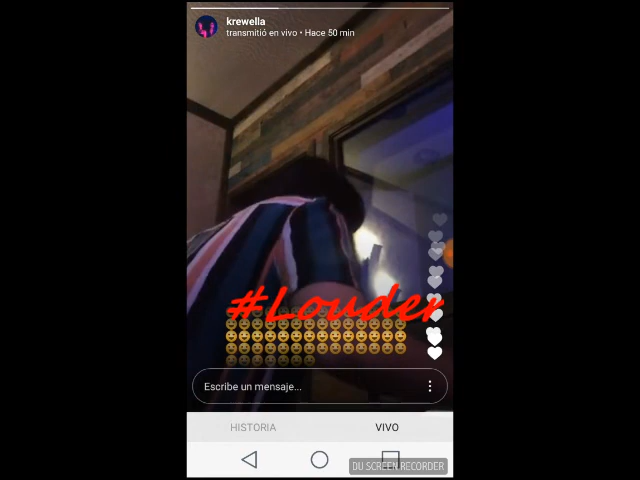 krewella
transmitió en vivo • Hace 50 min
#Louder
Escribe un mensaje...
HISTORIA
VIVO
DU SCREEN RECORDER